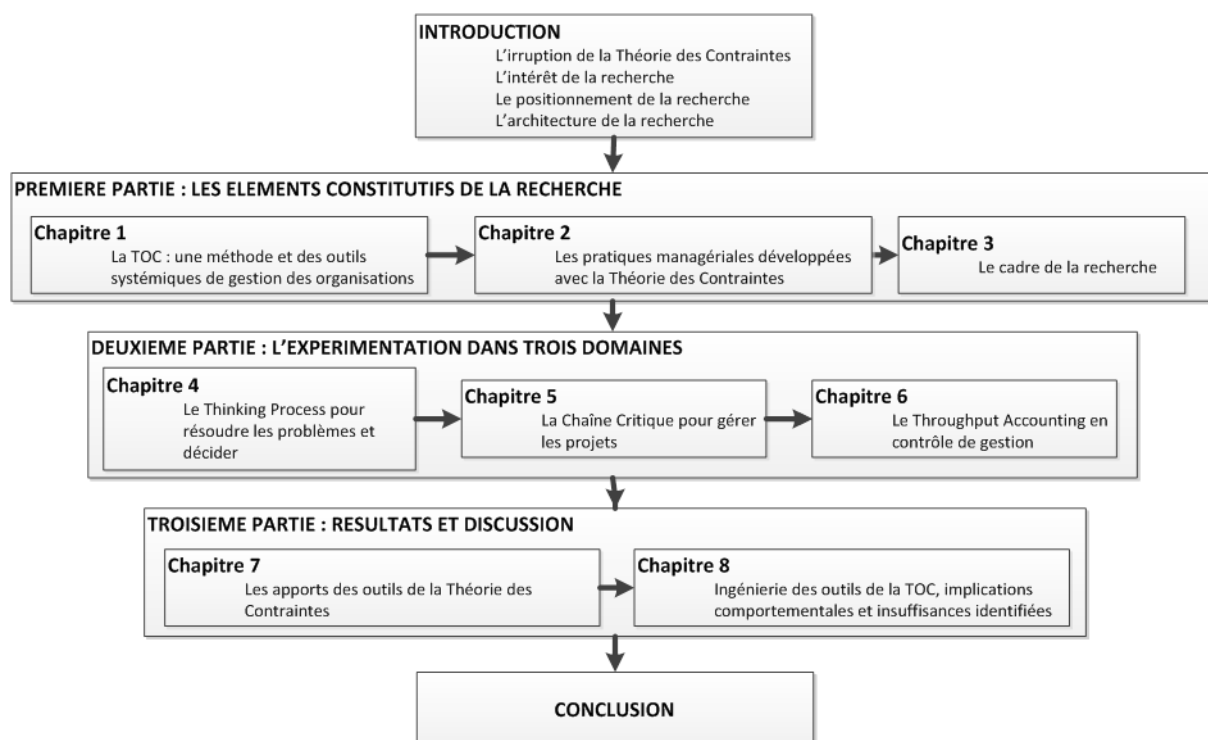 INTRODUCTION
L'irruption de la Théorie des Contraintes
L'intérêt de la recherche
Le positionnement de la recherche
L'architecture de la recherche
PREMIERE PARTIE : LES ELEMENTS CONSTITUTIFS DE LA RECHERCHE
Chapitre 1
La TOC : une méthode et des outils
systémiques de gestion des organisations
Chapitre 2
Les pratiques managériales développées
avec la Théorie des Contraintes
Chapitre 3
Le cadre de la recherche
DEUXIEME PARTIE : L'EXPERIMENTATION DANS TROIS DOMAINES
Chapitre 4
Le Thinking Process pour
résoudre les problèmes et
décider
Chapitre 5
La Chaîne Critique pour gérer
les projets
Chapitre 6
Le Throughput Accounting en
contrôle de gestion
TROISIEME PARTIE : RESULTATS ET DISCUSSION
Chapitre 7
Les apports des outils de la Théorie des
Contraintes
Chapitre 8
Ingénierie des outils de la TOC, implications
comportementales et insuffisances identifiées
CONCLUSION